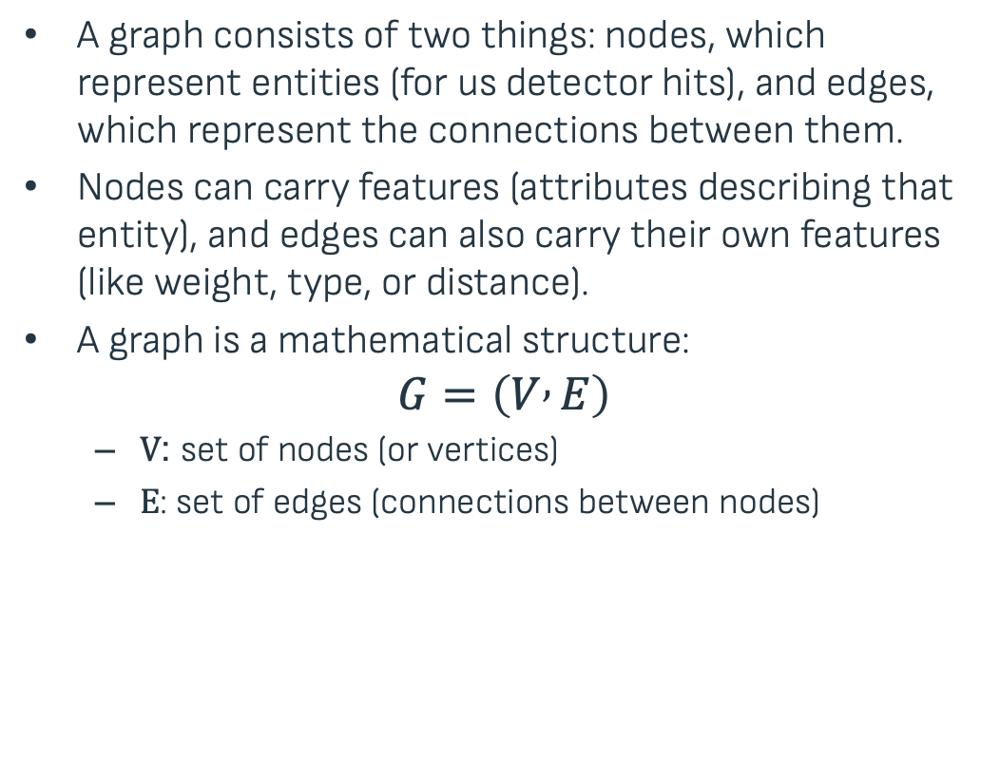 • A graph consists of two things: nodes, which
represent entities (for us detector hits), and edges,
which represent the connections between them.
• Nodes can carry features (attributes describing that
entity), and edges can also carry their own features
(like weight, type, or distance).
• A graph is a mathematical structure:
G = (V, E)
– V: set of nodes (or vertices)
– E: set of edges (connections between nodes)